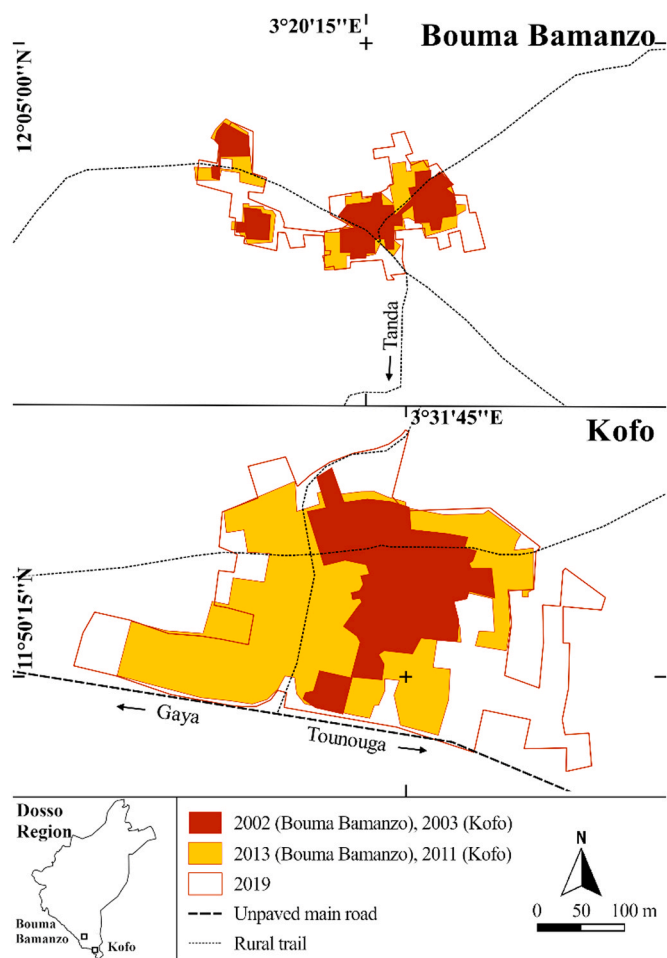 3°20'15''E
Bouma Bamanzo
12°05'00''N
Tanda
3°31'45''E
Kofo
11°50'15''N
Gaya
Tounouga
Dosso
Region
Bouma
Bamanzo
Kofo
2002 (Bouma Bamanzo), 2003 (Kofo)
2013 (Bouma Bamanzo), 2011 (Kofo)
2019
Unpaved main road
Rural trail
N
0 50 100 m